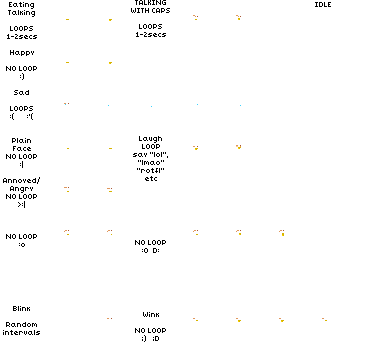 Eating
Talking
LOOPS
1-2secs
TALKING
WITH CAPS
LOOPS
1-2secs
IDLE
Happy
NO LOOP
:)
Sad
LOOPS
:( :'(
Plain
Face
NO LOOP
:|
Laugh
LOOP
say "lol",
"lmao"
"rotfl"
etc
Annoyed/
Angry
NO LOOP
>:|
NO LOOP
:o
NO LOOP
:O D:
Blink
Random
intervals
Wink
NO LOOP
;) ;D